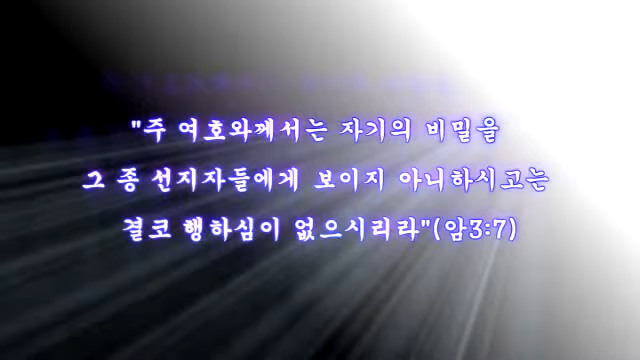 "주 여호와께서는 자기의 비밀을
그 종 선지자들에게 보이지 아니하시고는
결코 행하심이 없으시리라"(암3:7)